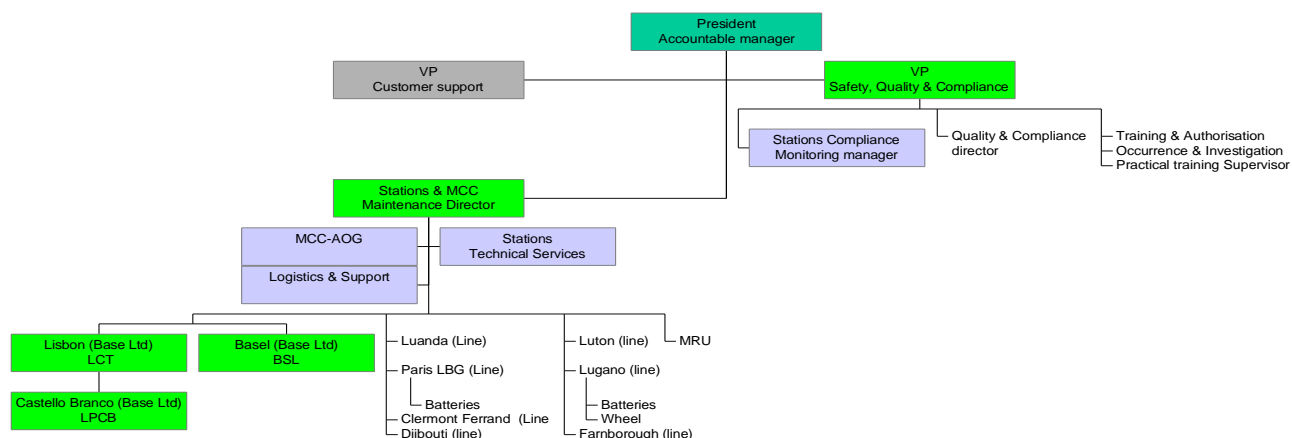 President
Accountable manager
VP
Customer support
VP
Safety, Quality & Compliance
Stations Compliance
Monitoring manager
Quality & Compliance
director
Training & Authorisation
Occurrence & Investigation
Practical training Supervisor
Stations & MCC
Maintenance Director
MCC-AOG
Stations
Technical Services
Logistics & Support
Lisbon (Base Ltd)
LCT
Basel (Base Ltd)
BSL
Castello Branco (Base Ltd)
LPCB
Luanda (Line)
Paris LBG (Line)
Batteries
Clermont Ferrand (Line
Djibouti (line)
Luton (line)
Lugano (line)
Batteries
Wheel
Farnborough (line)
MRU